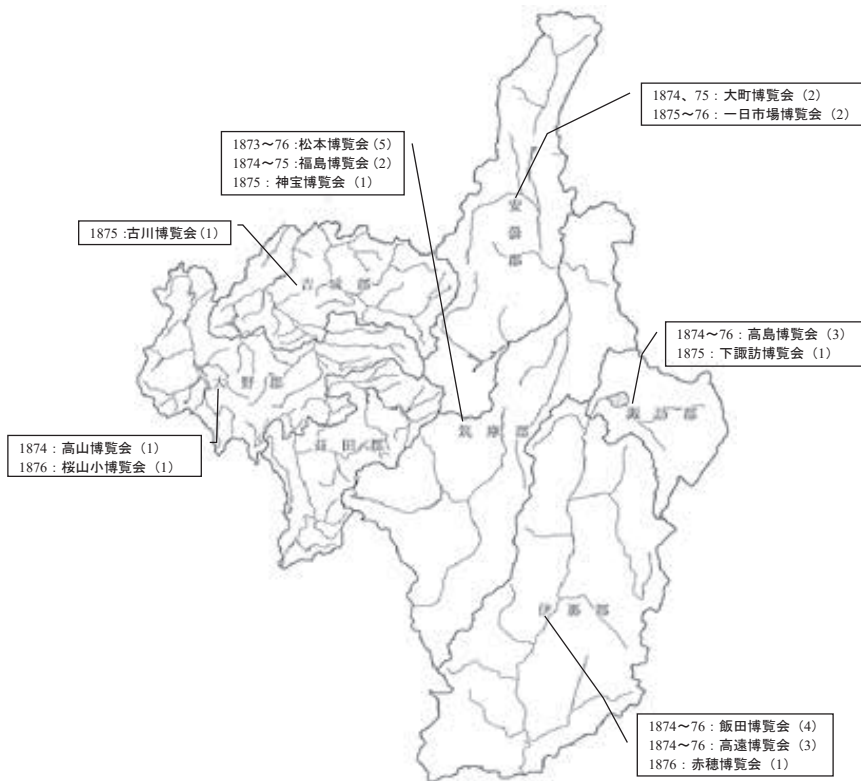 1874、75：大町博覧会（2）
1875～76：一日市場博覧会（2）
1873～76：松本博覧会（5）
1874～75：福島博覧会（2）
1875：神宝博覧会（1）
安曇郡
1875：古川博覧会（1）
吉城郡
1874～76：高島博覧会（3）
1875：下諏訪博覧会（1）
大野郡
諏訪郡
筑摩郡
益田郡
1874：高山博覧会（1）
1876：桜山小博覧会（1）
伊那郡
1874～76：飯田博覧会（4）
1874～76：高遠博覧会（3）
1876：赤穂博覧会（1）